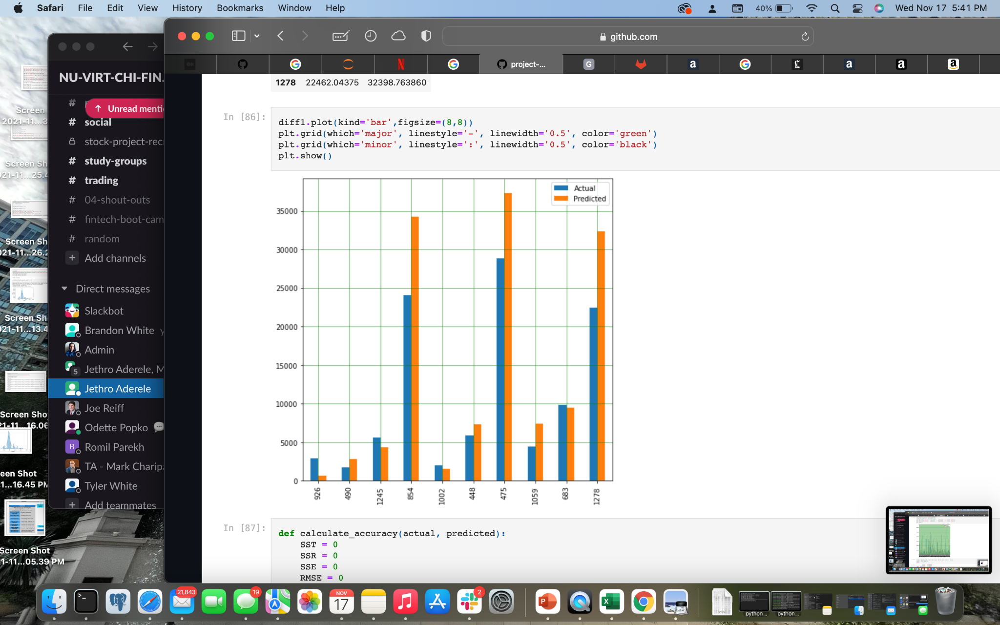 Safari File Edit View History Bookmarks Window Help
40%
Wed Nov 17 5:41 PM
github.com
project-...
NU-VIRT-CHI-FIN.
Unread menti
# social
stock-project-rec
# study-groups
# trading
# 04-shout-outs
# fintech-boot-cam
# random
+ Add channels
Direct messages
Slackbot
Brandon White y
Admin
5 Jethro Aderele, M
Jethro Aderele
Joe Reiff
Odette Popko
R Romil Parekh
TA - Mark Charip
Tyler White
+ Add teammates
Screen
2021-11...3
Screen Sh
021-11...25.4
Screen Sh
021-11...26.2
Screen Sh
021-11...13.4
Screen Sho
21-11...16.06
een Shot
1...16.45 PM
Screen Shot
1-11...05.39 PM
1278 22462.04375 32398.763860
In [86]:
diff1.plot(kind='bar',figsize=(8,8))
plt.grid(which='major', linestyle='-', linewidth='0.5', color='green')
plt.grid(which='minor', linestyle=':', linewidth='0.5', color='black')
plt.show()
Actual
Predicted
35000
30000
25000
20000
15000
10000
5000
0
926
490
1245
854
1002
448
475
1059
683
1278
In [87]:
def calculate_accuracy(actual, predicted):
SST = 0
SSR = 0
SSE = 0
RMSE = 0
21,843
19
NOV
17
2
python...
python...